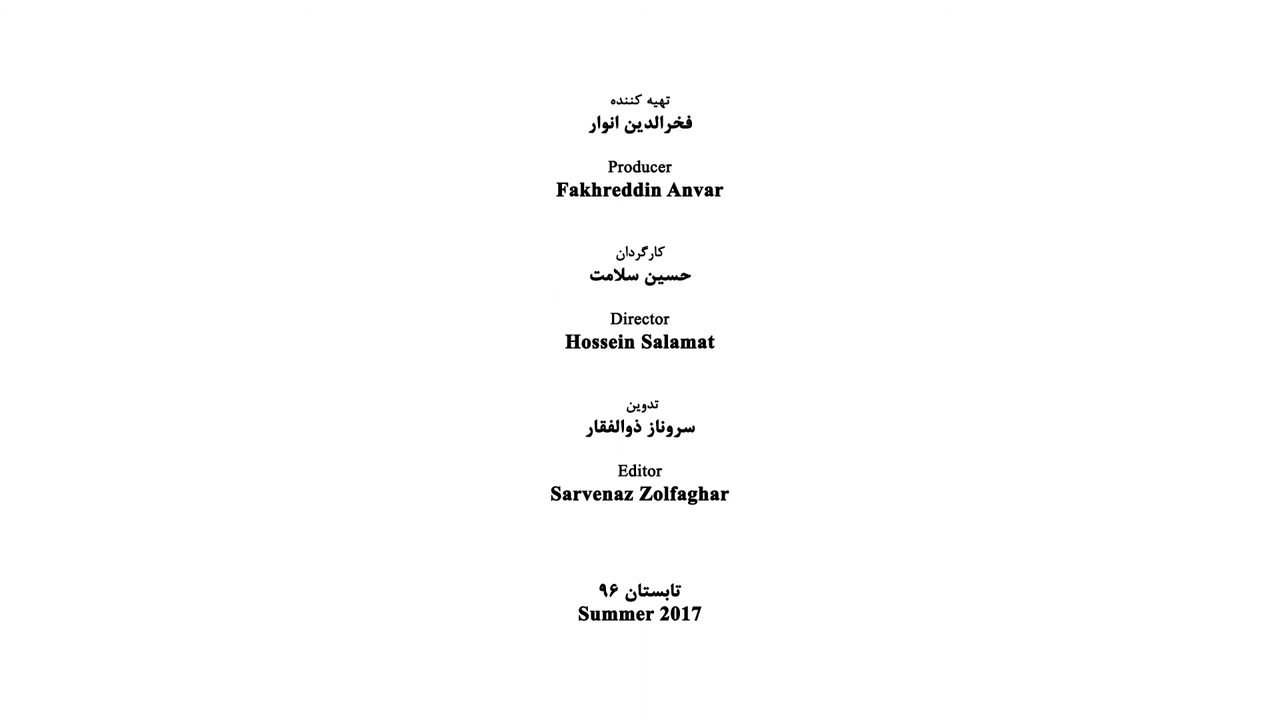 تهیه کننده
فخرالدین انوار
Producer
Fakhreddin Anvar
کارگردان
حسین سلامت
Director
Hossein Salamat
تدوین
سروناز ذوالفقار
Editor
Sarvenaz Zolfaghar
تابستان ۹۶
Summer 2017